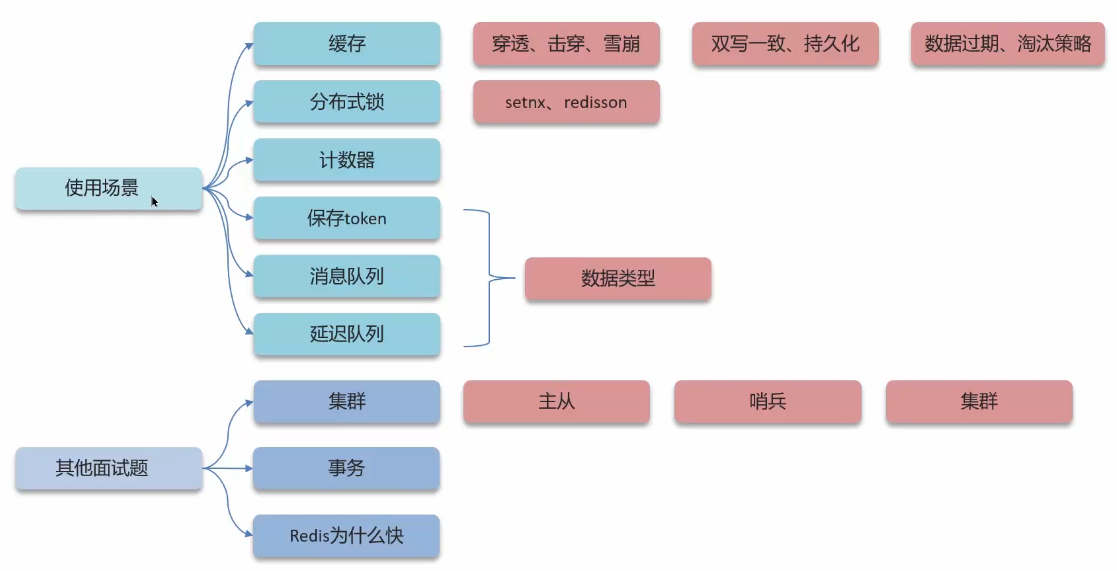 缓存
穿透、击穿、雪崩
双写一致、持久化
数据过期、淘汰策略
分布式锁
setnx、redisson
计数器
使用场景
保存token
消息队列
数据类型
延迟队列
集群
主从
哨兵
集群
其他面试题
事务
Redis为什么快